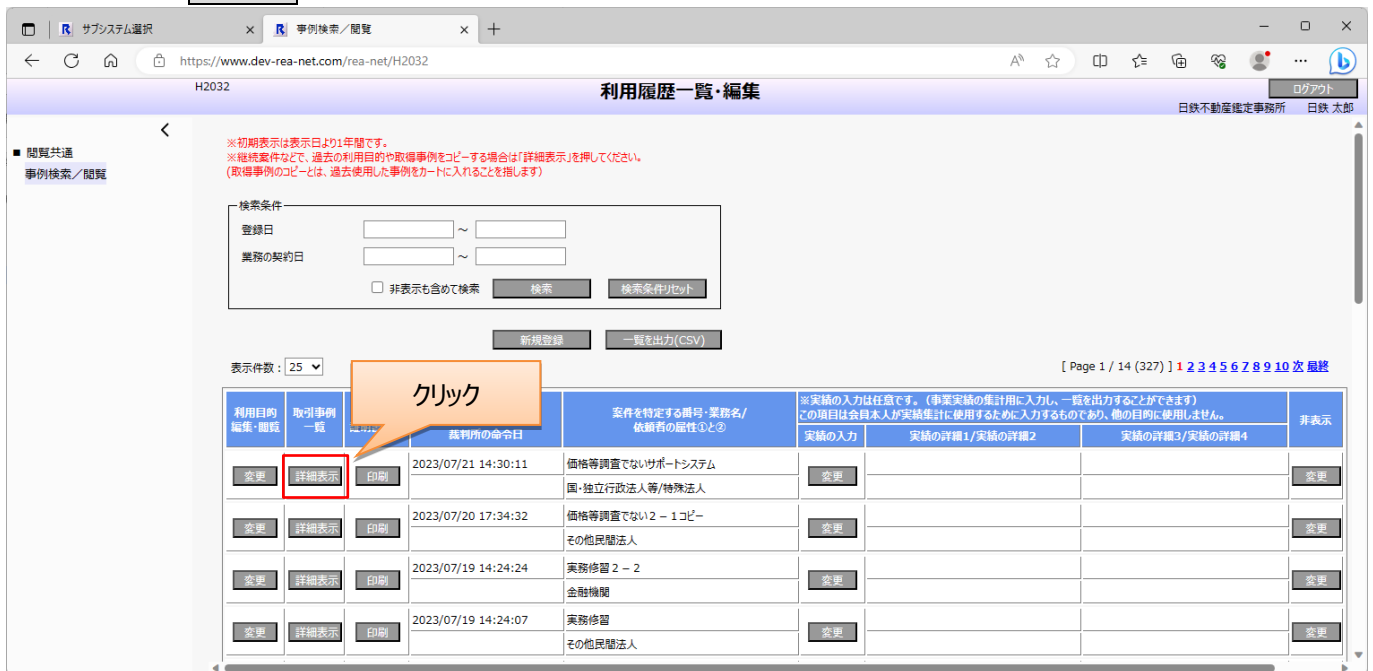 サブシステム選択
事例検索／閲覧
https://www.dev-rea-net.com/rea-net/H2032
H2032
利用履歴一覧・編集
ログアウト
日鉄不動産鑑定事務所 日鉄 太郎
■ 閲覧共通
事例検索／閲覧
※初期表示は表示日より1年間です。
※継続案件などで、過去の利用目的や取得事例をコピーする場合は「詳細表示」を押してください。
(取得事例のコピーとは、過去使用した事例をカートに入れることを指します)
検索条件
登録日 ～
業務の契約日 ～
非表示も含めて検索 検索 検索条件リセット
新規登録 一覧を出力(CSV)
表示件数： 25
[ Page 1 / 14 (327) ] 1 2 3 4 5 6 7 8 9 10 次 最終
クリック
利用目的
編集・閲覧
取引事例
一覧
裁判所の命令日
案件を特定する番号・業務名/
依頼者の属性①と②
※実績の入力は任意です。（事業実績の集計用に入力し、一覧を出力することができます）
この項目は会員本人が実績集計に使用するために入力するものであり、他の目的に使用しません。
実績の入力 実績の詳細1/実績の詳細2 実績の詳細3/実績の詳細4
非表示
変更 詳細表示 印刷 2023/07/21 14:30:11 価格等調査でないサポートシステム 変更 変更
国・独立行政法人等/特殊法人
変更 詳細表示 印刷 2023/07/20 17:34:32 価格等調査でない２－１コピー 変更 変更
その他民間法人
変更 詳細表示 印刷 2023/07/19 14:24:24 実務修習２－２ 変更 変更
金融機関
変更 詳細表示 印刷 2023/07/19 14:24:07 実務修習 変更 変更
その他民間法人